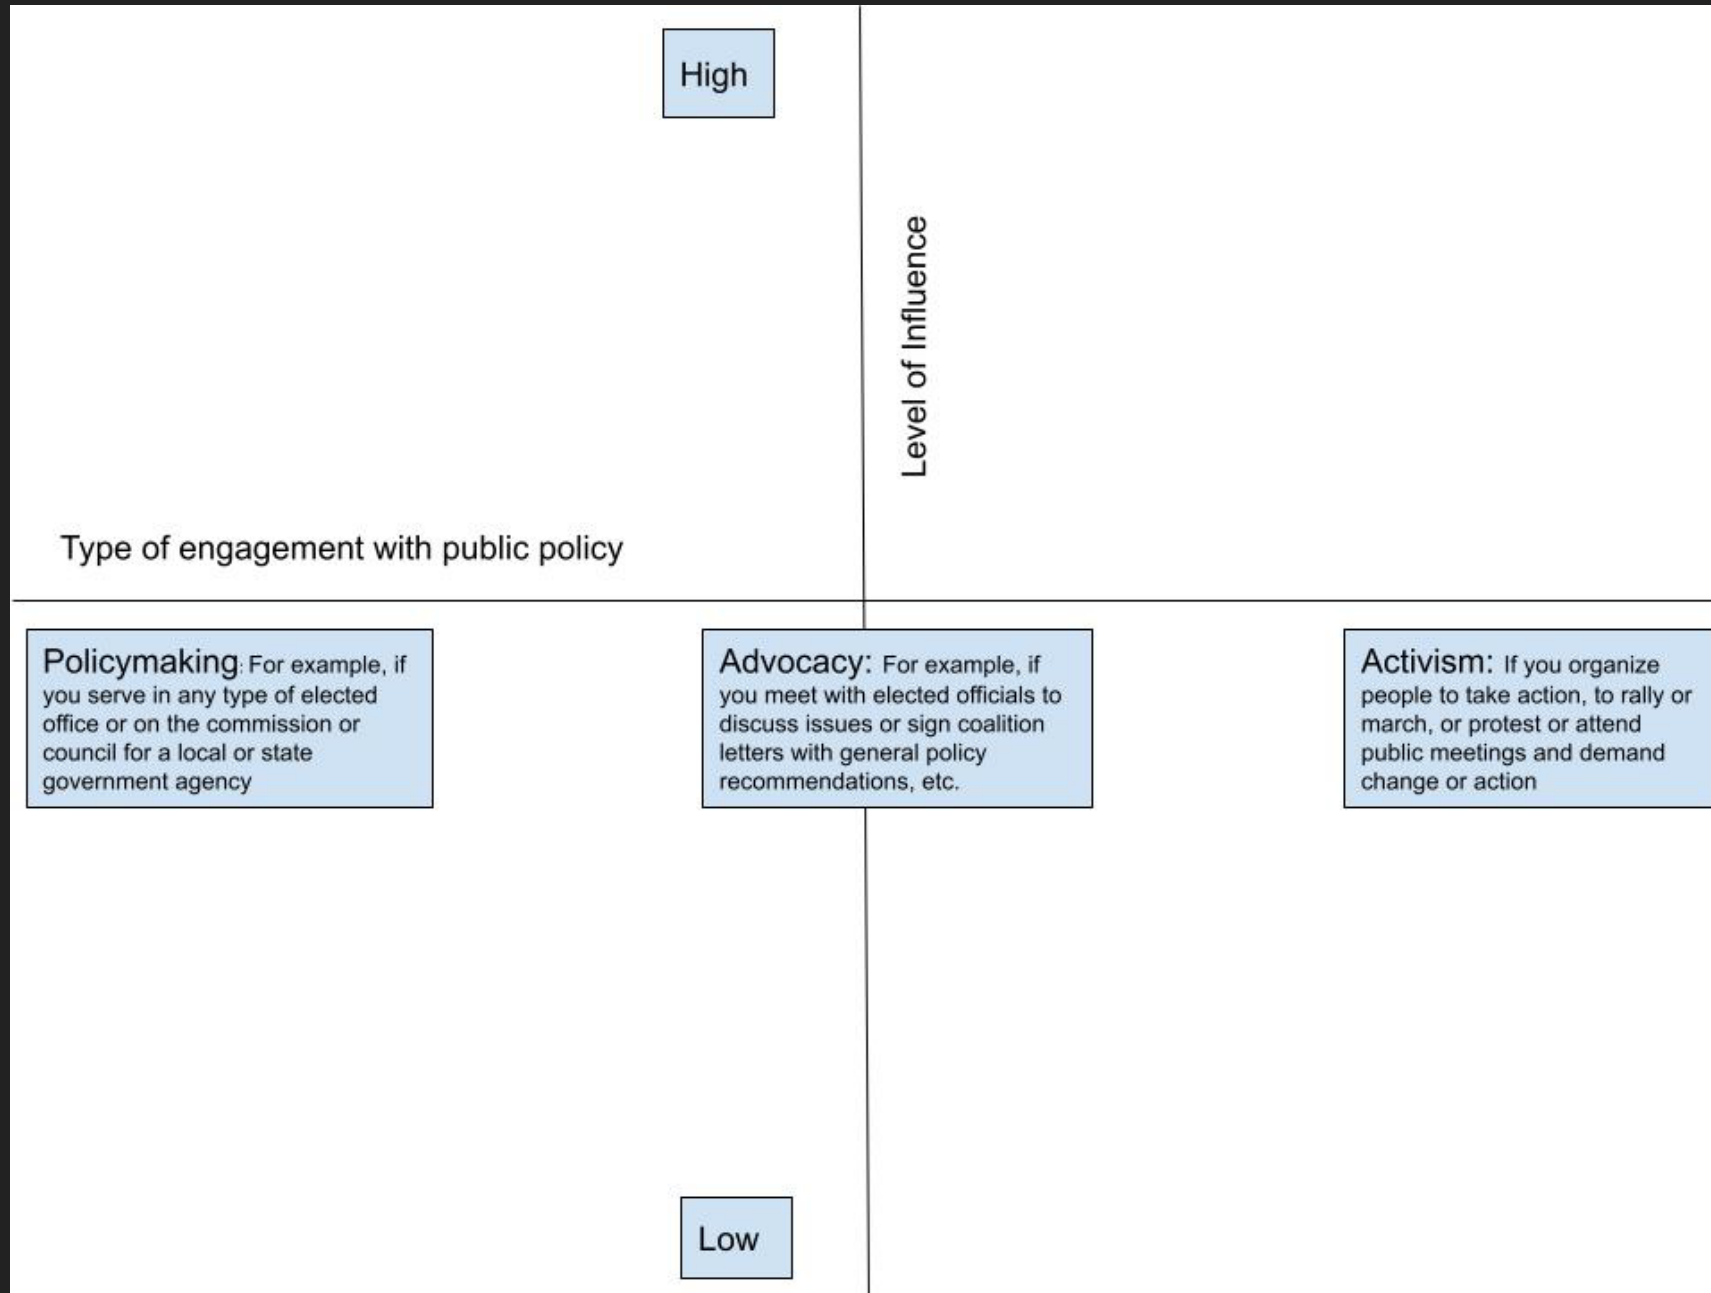 High
Level of Influence
Type of engagement with public policy
Policymaking: For example, if
you serve in any type of elected
office or on the commission or
council for a local or state
government agency
Advocacy: For example, if
you meet with elected officials to
discuss issues or sign coalition
letters with general policy
recommendations, etc.
Activism: If you organize
people to take action, to rally or
march, or protest or attend
public meetings and demand
change or action
Low